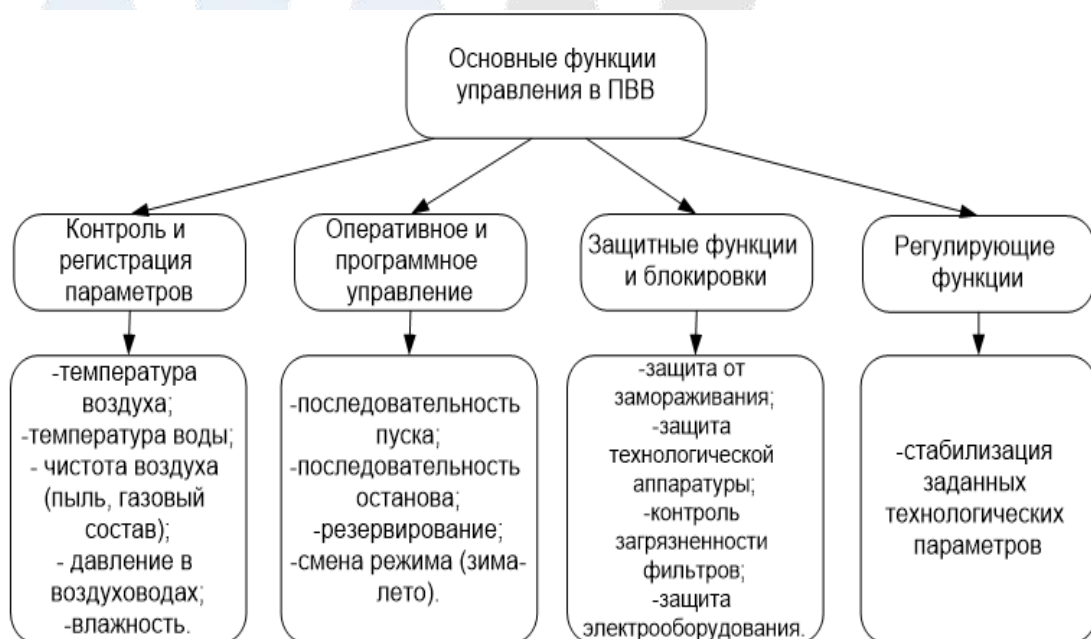 Основные функции
управления в ПВВ
Контроль и
регистрация
параметров
Оперативное и
программное
управление
Защитные функции
и блокировки
Регулирующие
функции
-температура
воздуха;
-температура воды;
- чистота воздуха
(пыль, газовый
состав);
- давление в
воздуховодах;
-влажность.
-последовательность
пуска;
-последовательность
останова;
-резервирование;
-смена режима (зима-
лето).
-защита от
замораживания;
-защита
технологической
аппаратуры;
-контроль
загрязненности
фильтров;
-защита
электрооборудования.
-стабилизация
заданных
технологических
параметров